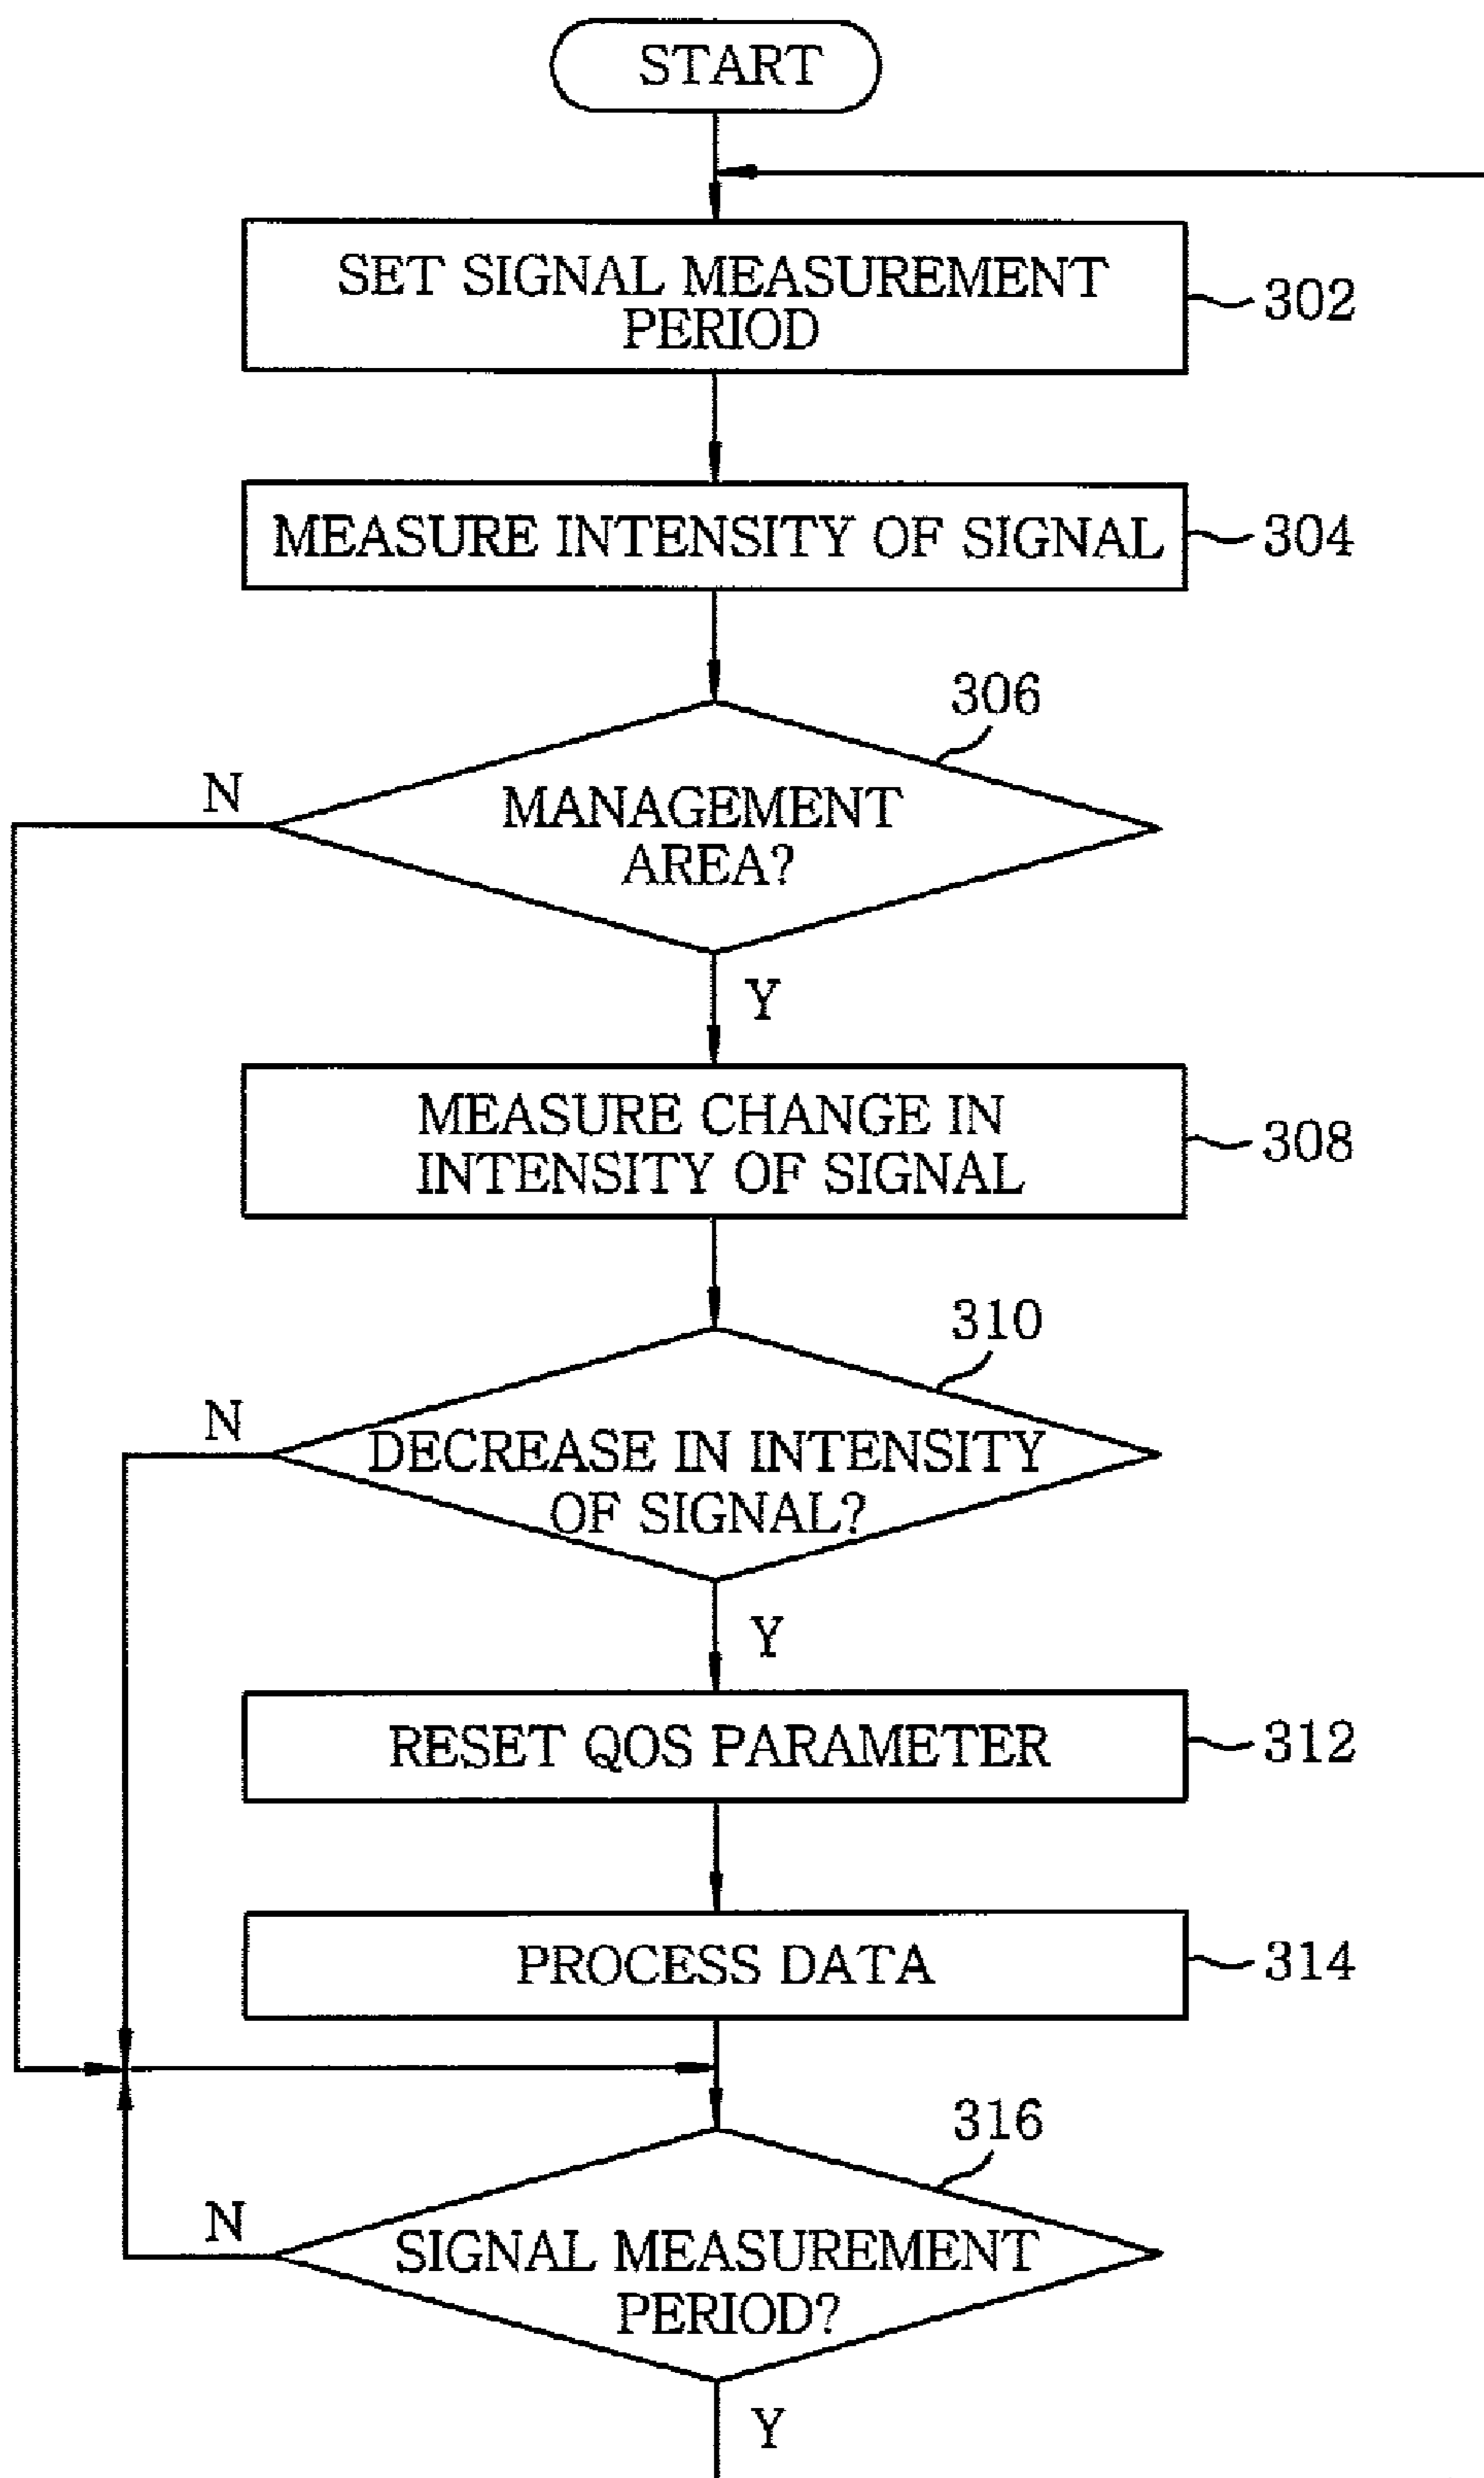 START
SET SIGNAL MEASUREMENT
PERIOD
302
MEASURE INTENSITY OF SIGNAL
304
306
N
MANAGEMENT
AREA?
Y
MEASURE CHANGE IN
INTENSITY OF SIGNAL
308
310
N
DECREASE IN INTENSITY
OF SIGNAL?
Y
RESET QOS PARAMETER
312
PROCESS DATA
314
316
N
SIGNAL MEASUREMENT
PERIOD?
Y